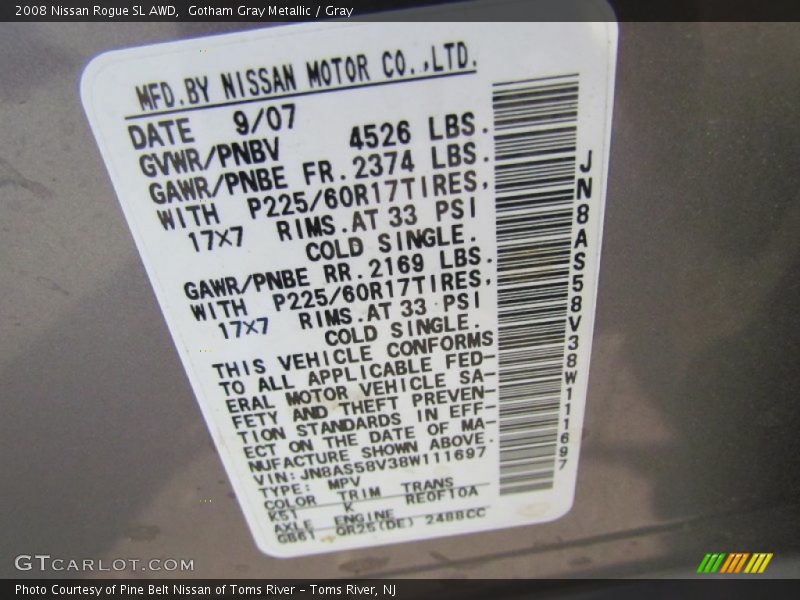 2008 Nissan Rogue SL AWD, Gotham Gray Metallic / Gray
MFD.BY NISSAN MOTOR CO.,LTD.
DATE 9/07
GVWR/PNBV 4526 LBS.
GAWR/PNBE FR.2374 LBS.
WITH P225/60R17TIRES,
17×7 RIMS.AT 33 PSI
COLD SINGLE.
GAWR/PNBE RR.2169 LBS.
WITH P225/60R17TIRES,
17×7 RIMS.AT 33 PSI
COLD SINGLE.
THIS VEHICLE CONFORMS
TO ALL APPLICABLE FED-
ERAL MOTOR VEHICLE SA-
FETY AND THEFT PREVEN-
TION STANDARDS IN EFF-
ECT ON THE DATE OF MA-
NUFACTURE SHOWN ABOVE.
VIN:JN8AS58V38W111697
TYPE: MPV
COLOR TRIM TRANS
K51 K RE0F10A
AXLE ENGINE
GB61 QR25(DE) 2488CC
JN8AS58V38W111697
GTCARLOT.COM
Photo Courtesy of Pine Belt Nissan of Toms River – Toms River, NJ